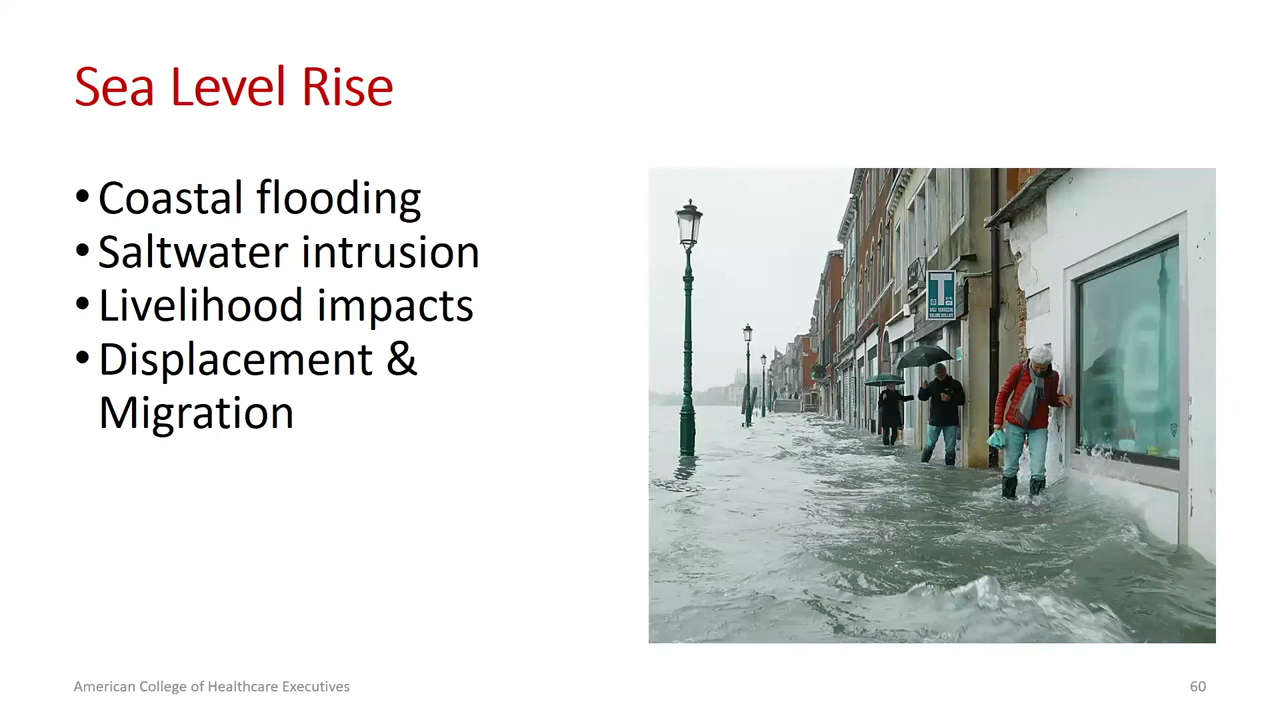 Sea Level Rise
• Coastal flooding
• Saltwater intrusion
• Livelihood impacts
• Displacement &
Migration
T
American College of Healthcare Executives
60